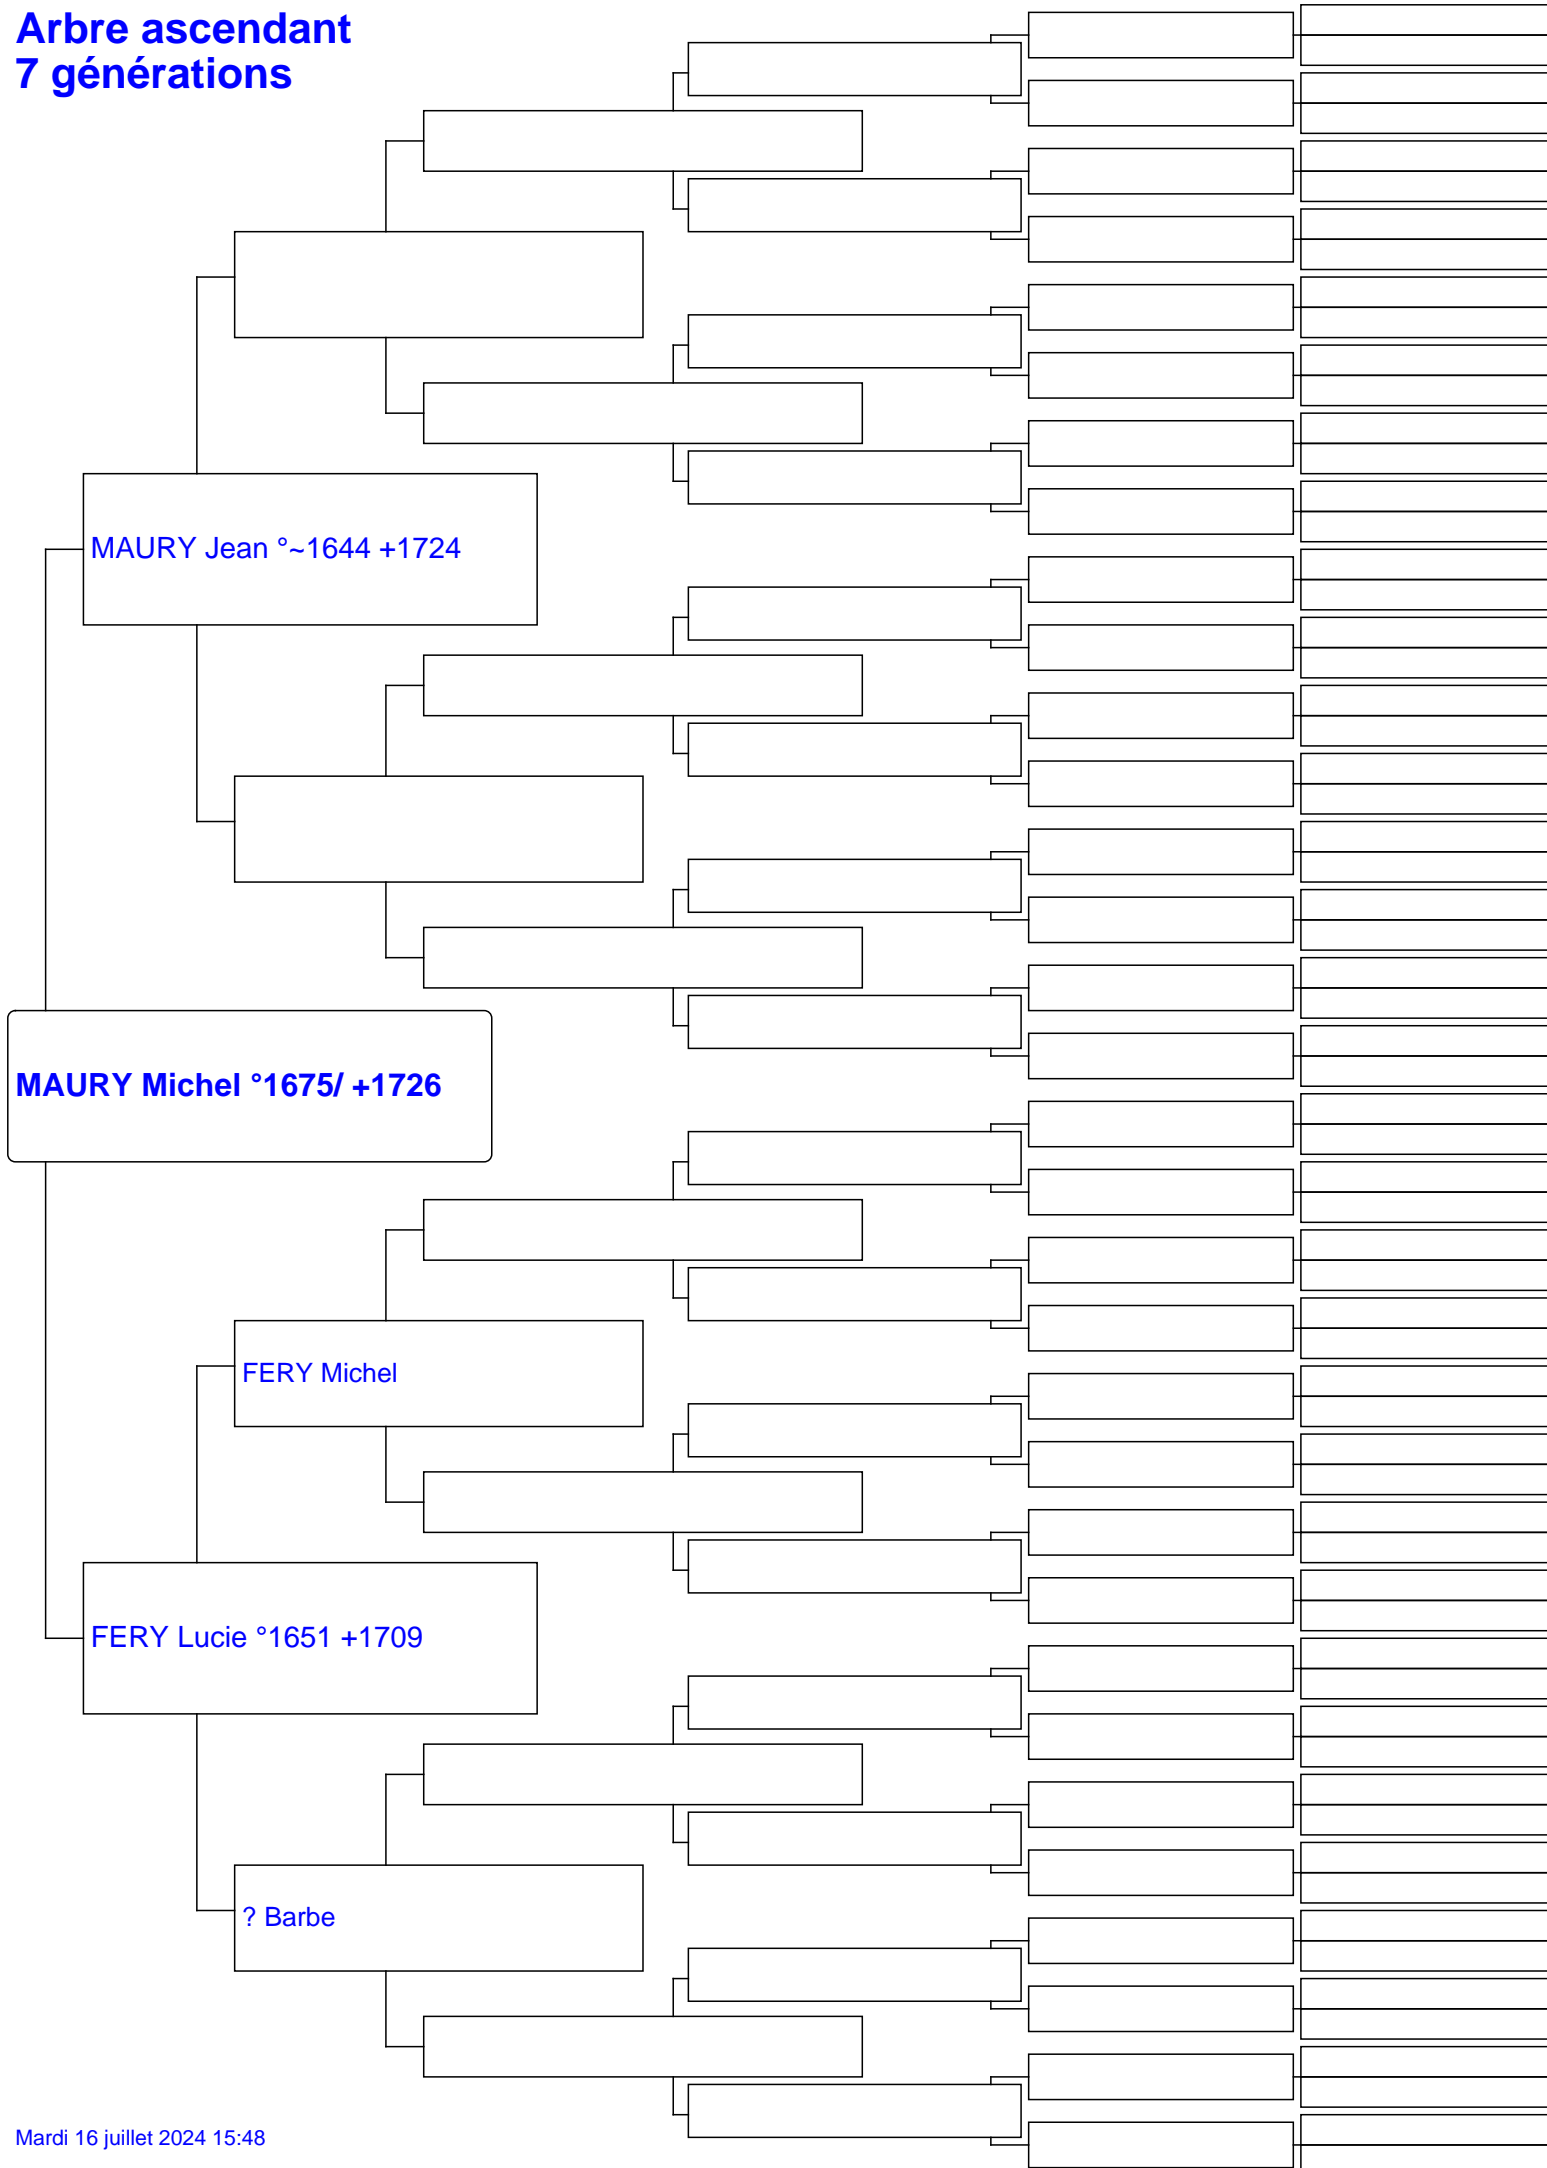 Arbre ascendant
7 générations
MAURY Jean °~1644 +1724
MAURY Michel °1675/ +1726
FERY Michel
FERY Lucie °1651 +1709
? Barbe
Mardi 16 juillet 2024 15:48